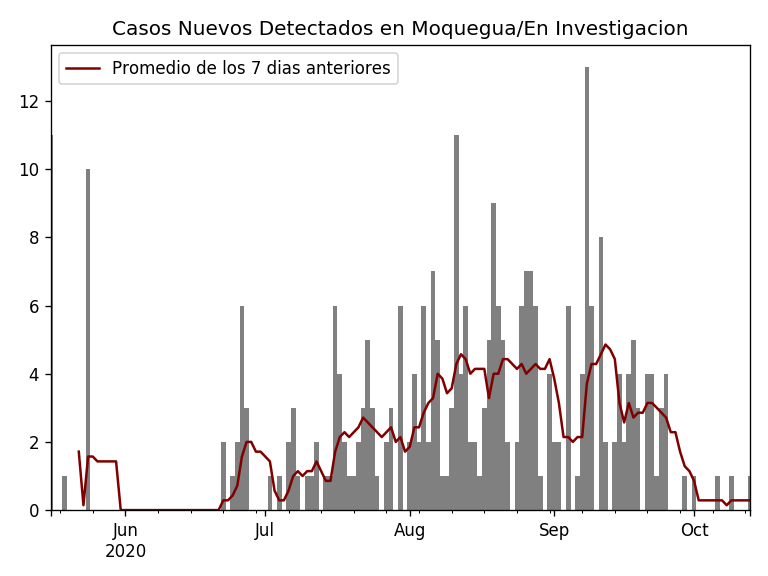 Casos Nuevos Detectados en Moquegua/En Investigacion
Promedio de los 7 dias anteriores
12
10
8
6
4
2
0
Jun Jul Aug Sep Oct
2020